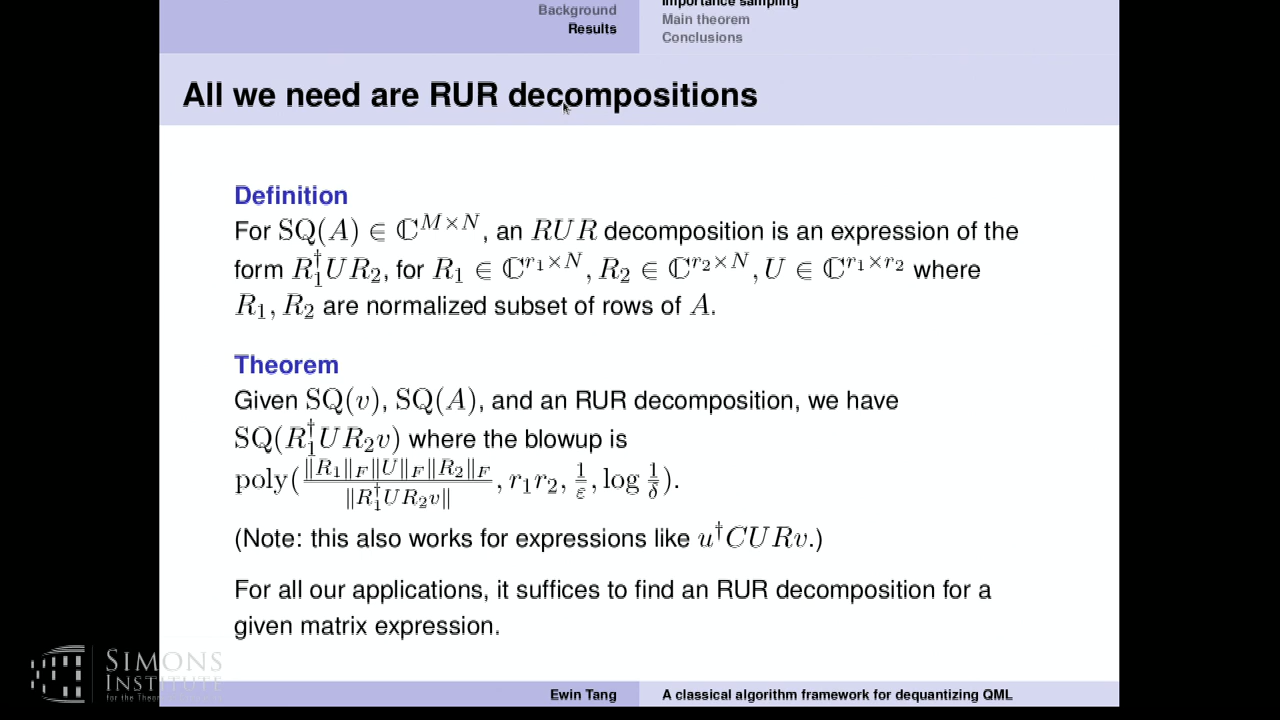 Background
Results
Importance sampling
Main theorem
Conclusions
All we need are RUR decompositions
Definition
For SQ(A) ∈ ℂ^{M×N}, an RUR decomposition is an expression of the
form R₁†UR₂, for R₁ ∈ ℂ^{r₁×N}, R₂ ∈ ℂ^{r₂×N}, U ∈ ℂ^{r₁×r₂} where
R₁, R₂ are normalized subset of rows of A.
Theorem
Given SQ(v), SQ(A), and an RUR decomposition, we have
SQ(R₁†UR₂v) where the blowup is
poly(‖R₁‖_F‖U‖_F‖R₂‖_F / ‖R₁†UR₂v‖, r₁r₂, 1/ε, log 1/δ).
(Note: this also works for expressions like u†CURv.)
For all our applications, it suffices to find an RUR decomposition for a
given matrix expression.
SIMONS
INSTITUTE
for the Theor
Ewin Tang
A classical algorithm framework for dequantizing QML